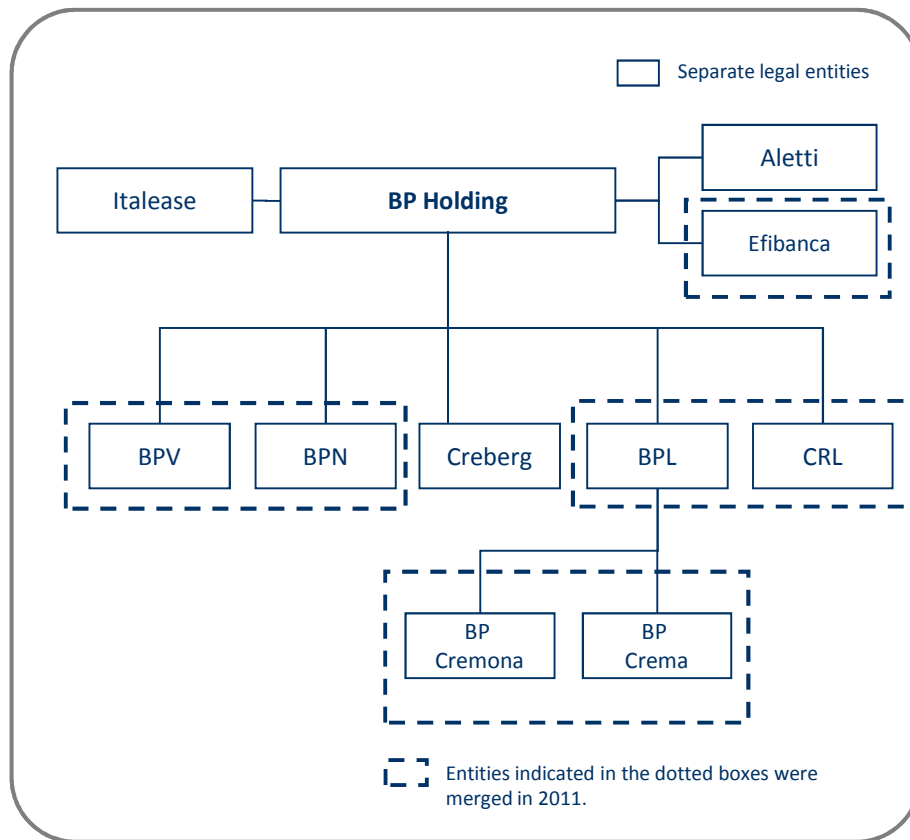 Separate legal entities
Aletti
Italease
BP Holding
Efibanca
BPV
BPN
Creberg
BPL
CRL
BP
Cremona
BP
Crema
Entities indicated in the dotted boxes were
merged in 2011.